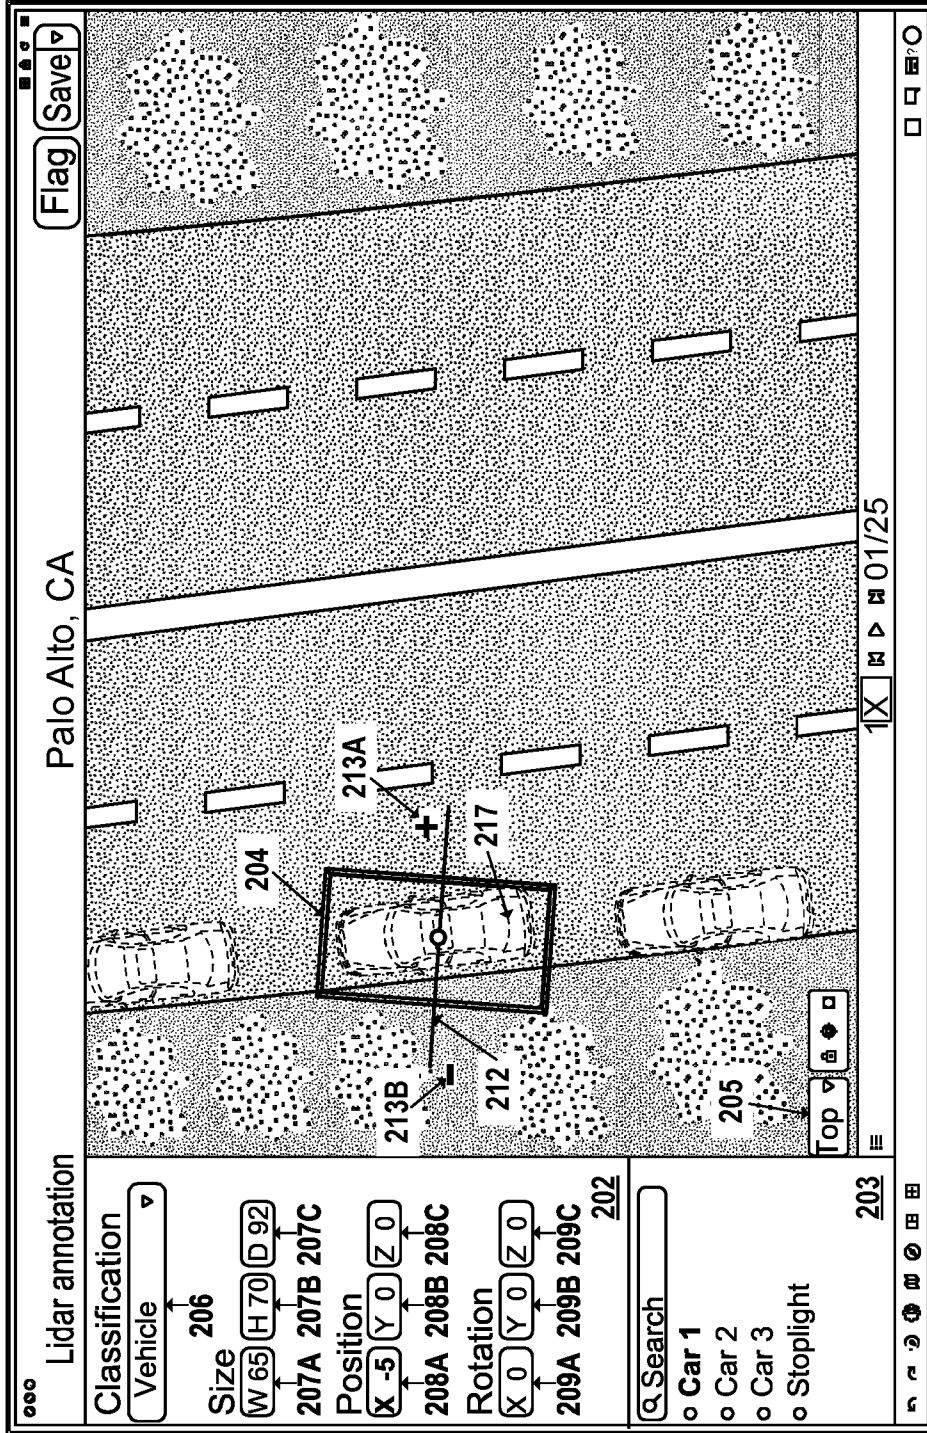 Palo Alto, CA
Lidar annotation
Flag
Save
Classification
Vehicle
206
Size
W 65 H 70 D 92
207A 207B 207C
Position
X -5 Y 0 Z 0
208A 208B 208C
Rotation
X 0 Y 0 Z 0
209A 209B 209C
202
Search
Car 1
Car 2
Car 3
Stoplight
203
204
213A
+
217
213B
-
212
205
Top
1X
01/25
?